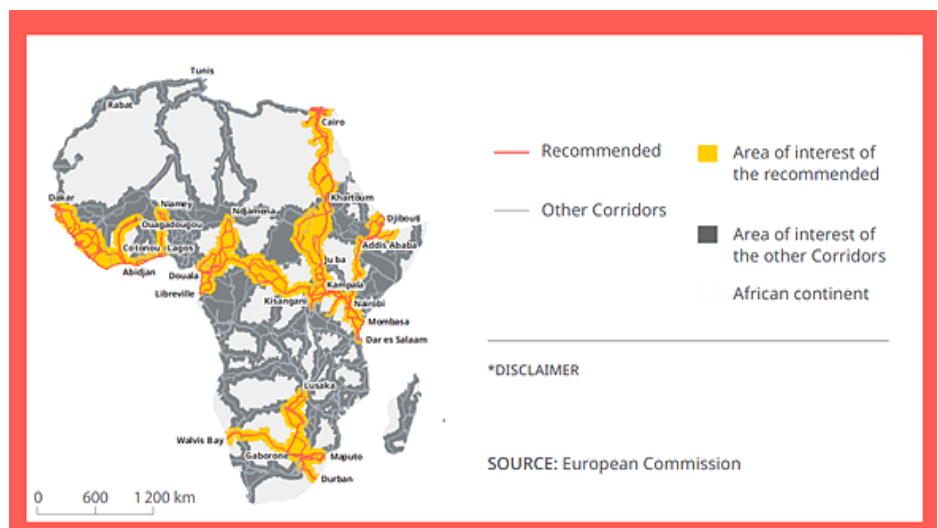 Tunis
Rabat
Cairo
Dakar
Niamey
Ndjamena
Khartoum
Djibouti
Ouagadougou
Addis Ababa
Cotonou
Lagos
Abidjan
Douala
Ju ba
Libreville
Kampala
Kisangani
Nairobi
Mombasa
Dar es Salaam
Lusaka
Walvis Bay
Gaborone
Maputo
Durban
0 600 1 200 km
Recommended
Other Corridors
Area of interest of
the recommended
Area of interest of
the other Corridors
African continent
*DISCLAIMER
SOURCE: European Commission